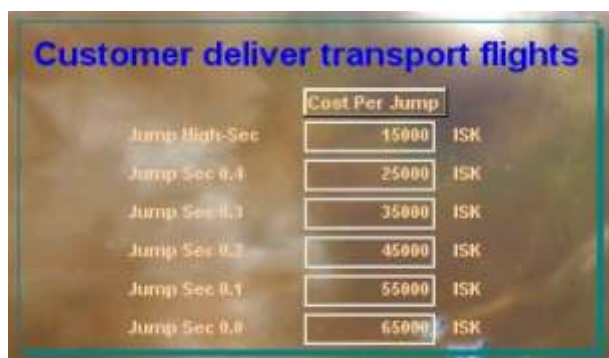 Customer deliver transport flights
Cost Per Jump
Jump High-Sec 15000 ISK
Jump Sec 0.4 25000 ISK
Jump Sec 0.3 35000 ISK
Jump Sec 0.2 45000 ISK
Jump Sec 0.1 55000 ISK
Jump Sec 0.0 65000 ISK